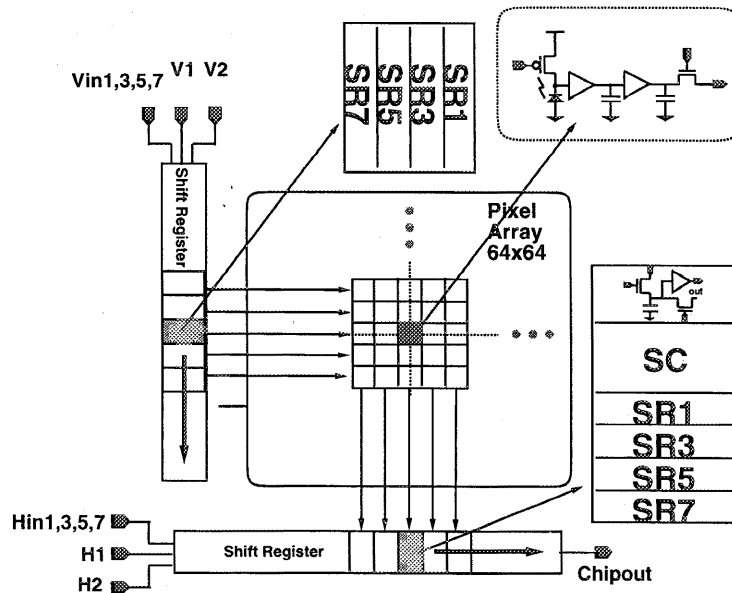 Vin1,3,5,7
V1 V2
SR7
SR5
SR3
SR1
Shift Register
Pixel
Array
64x64
out
SC
SR1
SR3
SR5
SR7
Hin1,3,5,7
H1
H2
Shift Register
Chipout